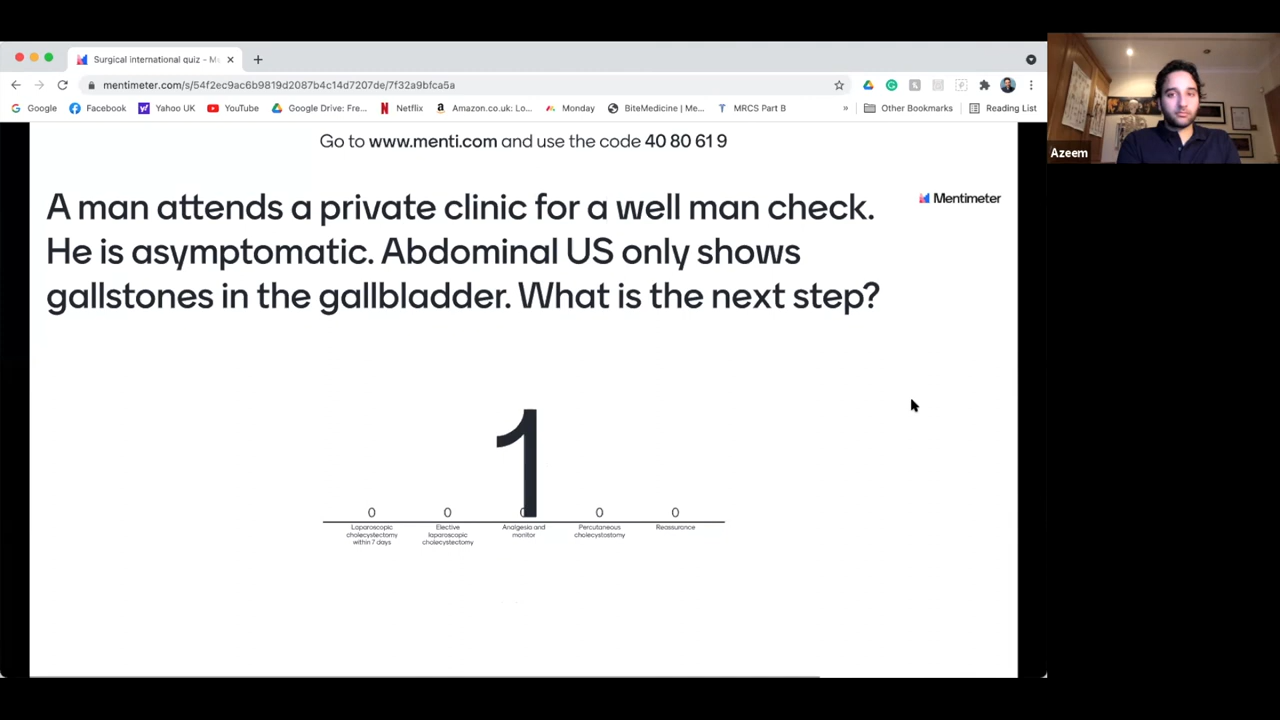 Surgical international quiz - Me
mentimeter.com/s/54f2ec9ac6b9819d2087b4c14d7207de/7f32a9bfca5a
Google Facebook Yahoo UK YouTube Google Drive: Fre... Netflix Amazon.co.uk: Lo... Monday BiteMedicine | Me... MRCS Part B » Other Bookmarks Reading List
Go to www.menti.com and use the code 40 80 61 9
Mentimeter
A man attends a private clinic for a well man check.
He is asymptomatic. Abdominal US only shows
gallstones in the gallbladder. What is the next step?
1
0 0 0 0 0
Laparoscopic cholecystectomy within 7 days
Elective laparoscopic cholecystectomy
Analgesia and monitor
Percutaneous cholecystostomy
Reassurance
Azeem